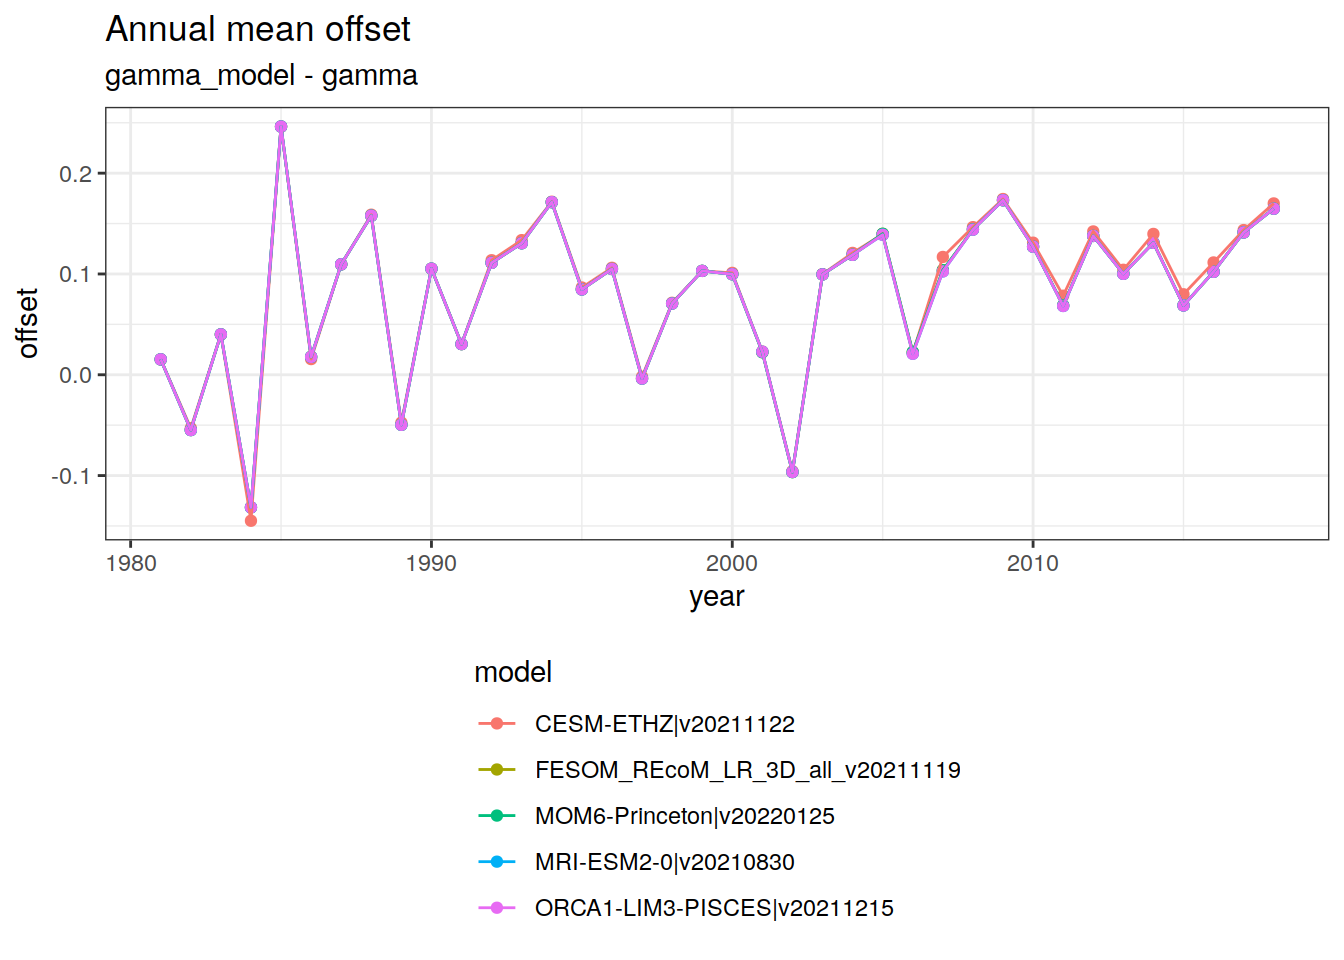 Annual mean offset
gamma_model - gamma
0.2
0.1
0.0
-0.1
offset
1980 1990 2000 2010
year
model
CESM-ETHZ|v20211122
FESOM_REcoM_LR_3D_all_v20211119
MOM6-Princeton|v20220125
MRI-ESM2-0|v20210830
ORCA1-LIM3-PISCES|v20211215